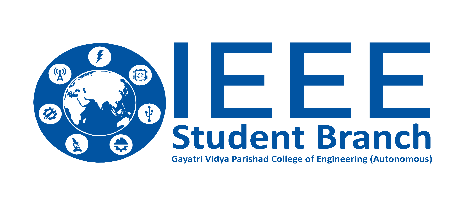 IEEE
Student Branch
Gayatri Vidya Parishad College of Engineering (Autonomous)